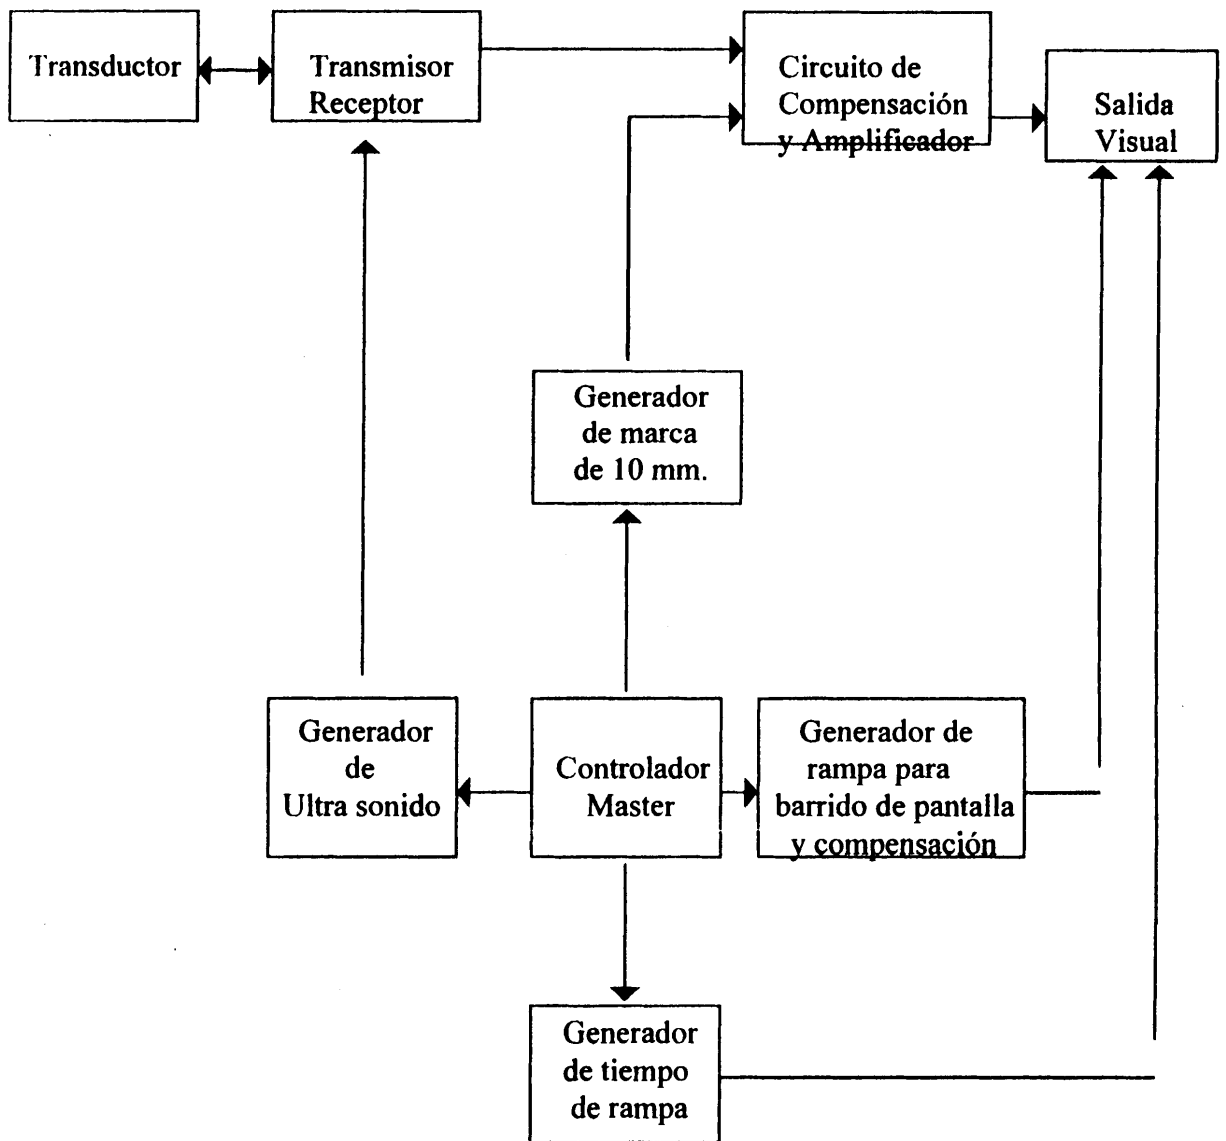 Transductor
Transmisor
Receptor
Circuito de
Compensación
y Amplificador
Salida
Visual
Generador
de marca
de 10 mm.
Generador
de
Ultra sonido
Controlador
Master
Generador de
rampa para
barrido de pantalla
y compensación
Generador
de tiempo
de rampa